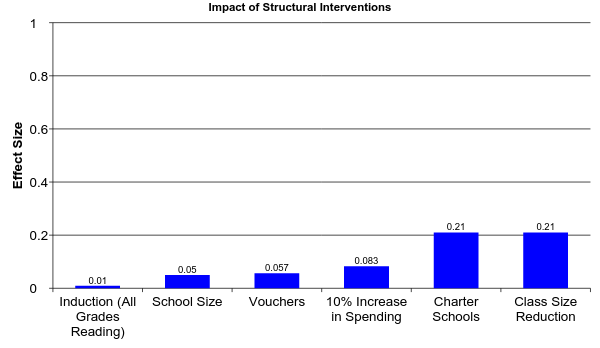 Impact of Structural Interventions
Effect Size
1
0.8
0.6
0.4
0.2
0
0.01
0.05
0.057
0.083
0.21
0.21
Induction (All
Grades
Reading)
School Size
Vouchers
10% Increase
in Spending
Charter
Schools
Class Size
Reduction